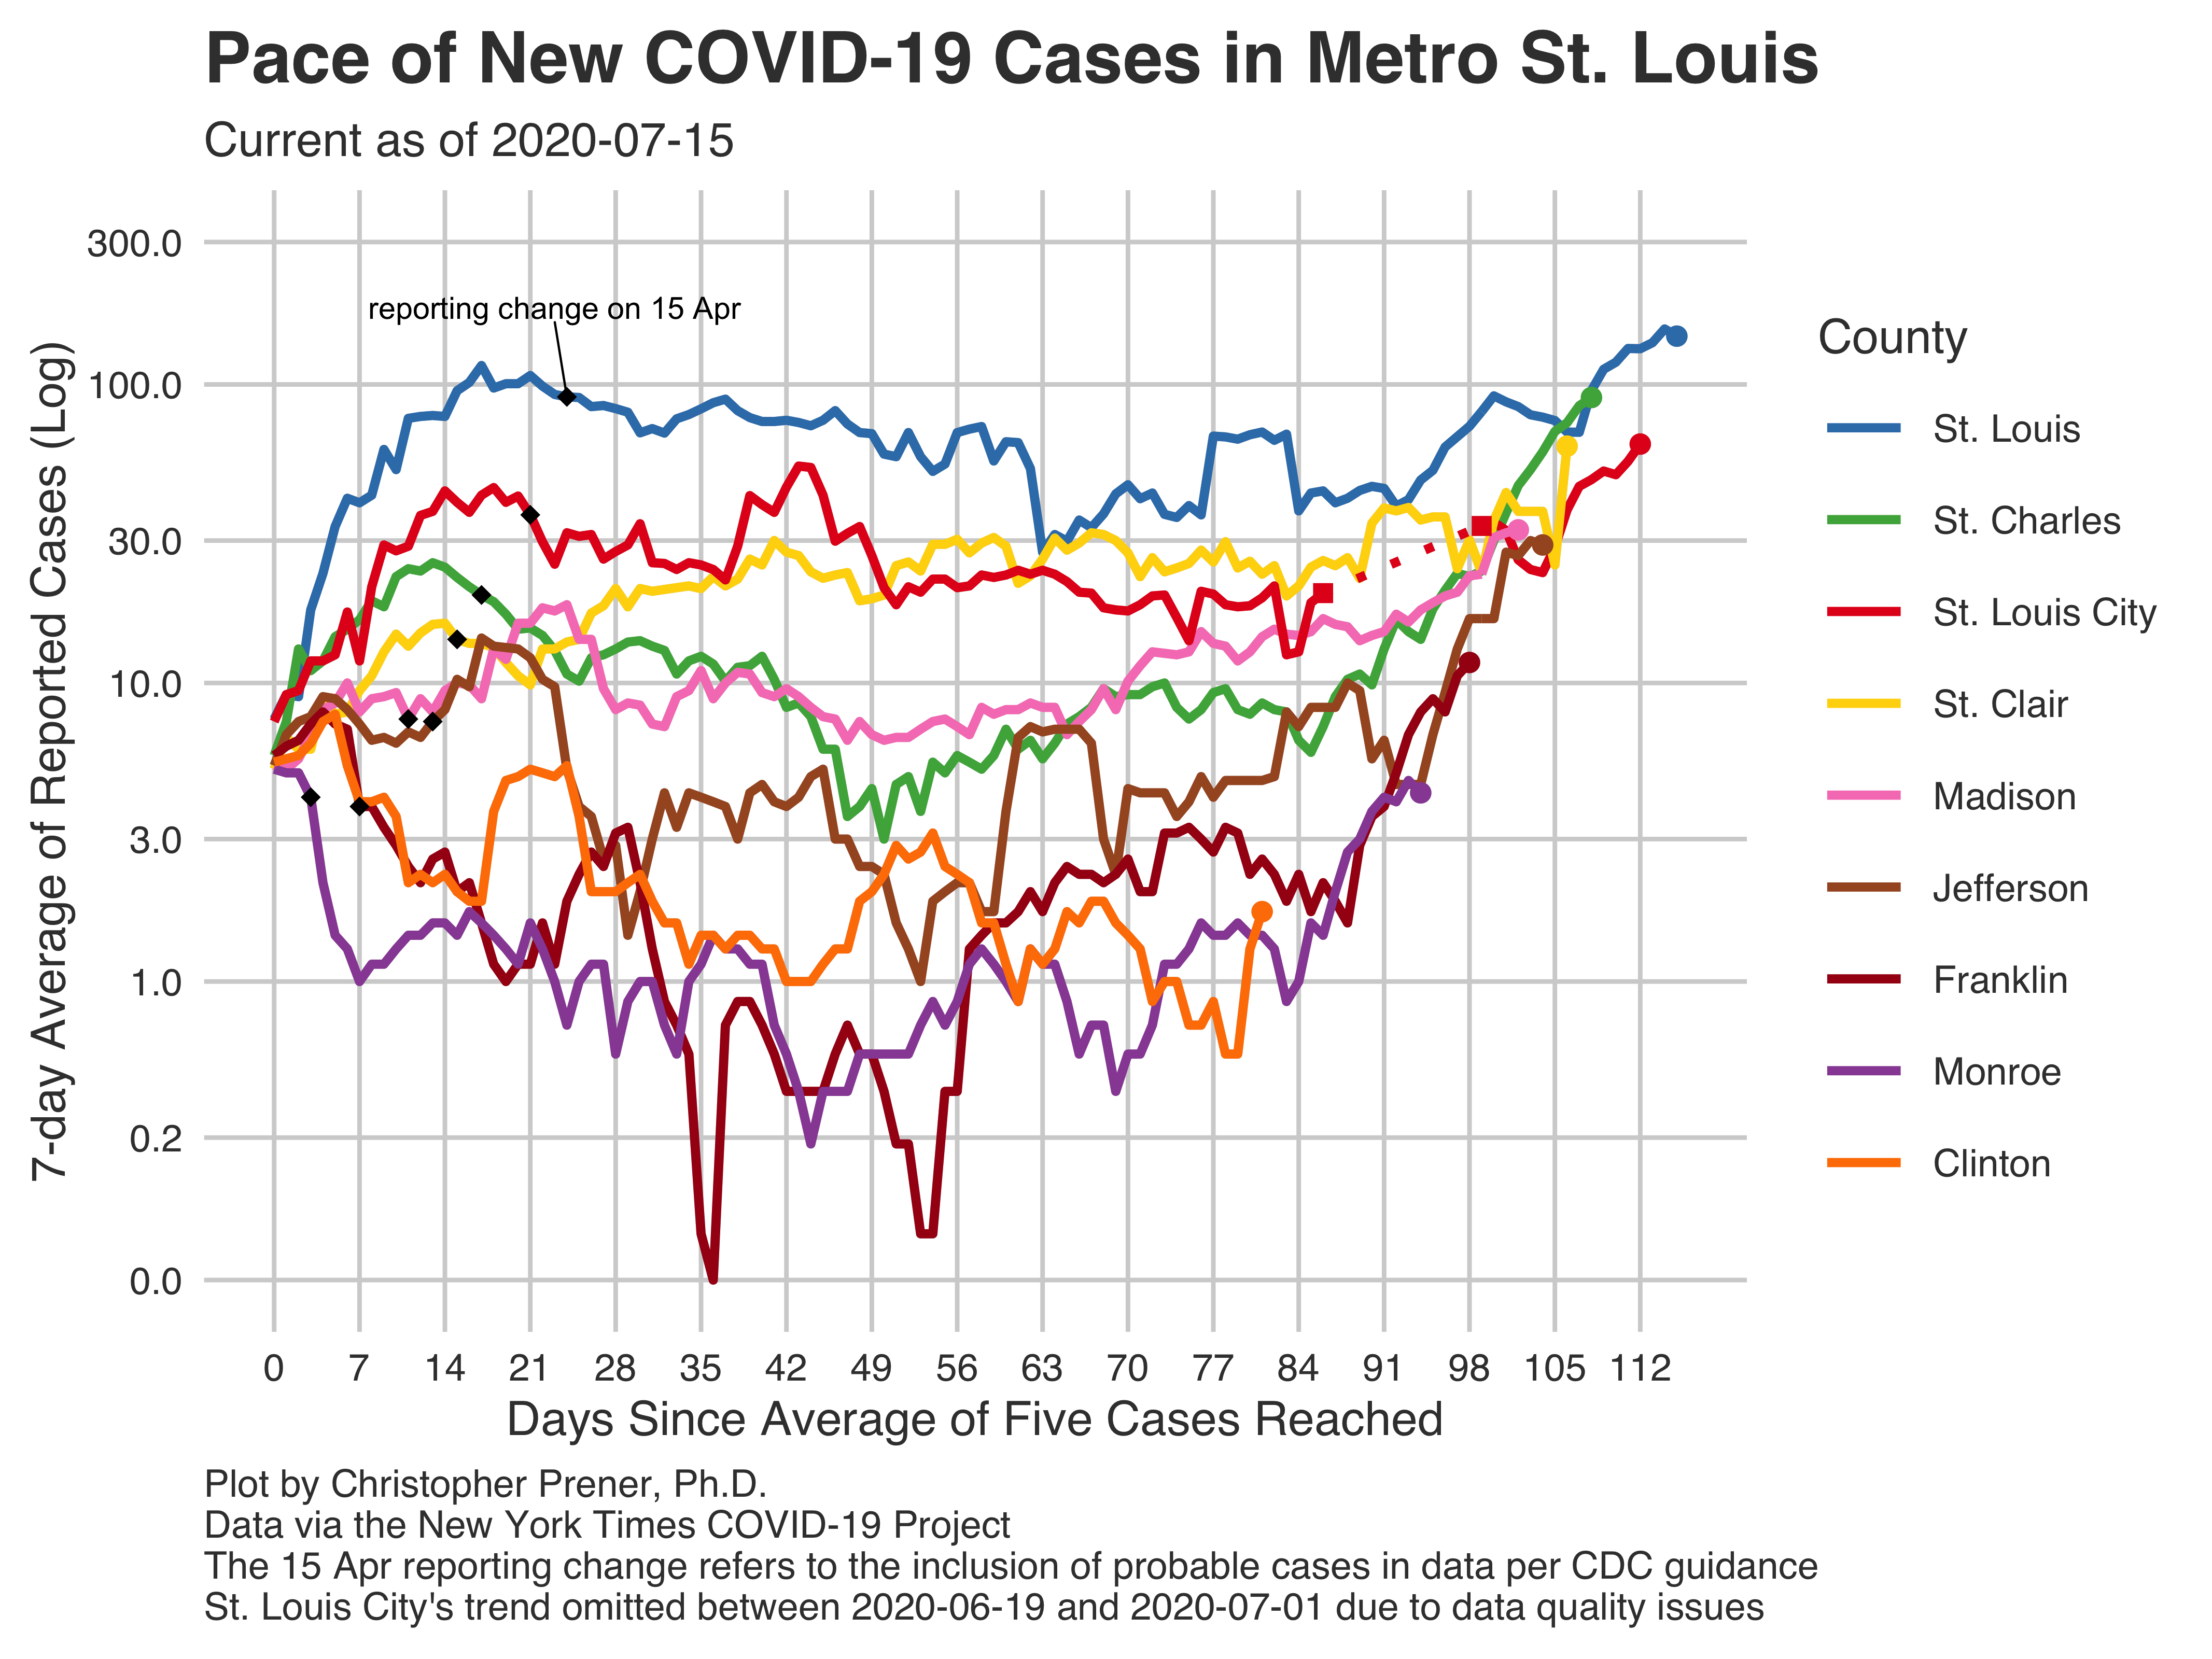 Pace of New COVID-19 Cases in Metro St. Louis
Current as of 2020-07-15
7-day Average of Reported Cases (Log)
300.0
100.0
30.0
10.0
3.0
1.0
0.2
0.0
reporting change on 15 Apr
0 7 14 21 28 35 42 49 56 63 70 77 84 91 98 105 112
Days Since Average of Five Cases Reached
County
St. Louis
St. Charles
St. Louis City
St. Clair
Madison
Jefferson
Franklin
Monroe
Clinton
Plot by Christopher Prener, Ph.D.
Data via the New York Times COVID-19 Project
The 15 Apr reporting change refers to the inclusion of probable cases in data per CDC guidance
St. Louis City's trend omitted between 2020-06-19 and 2020-07-01 due to data quality issues